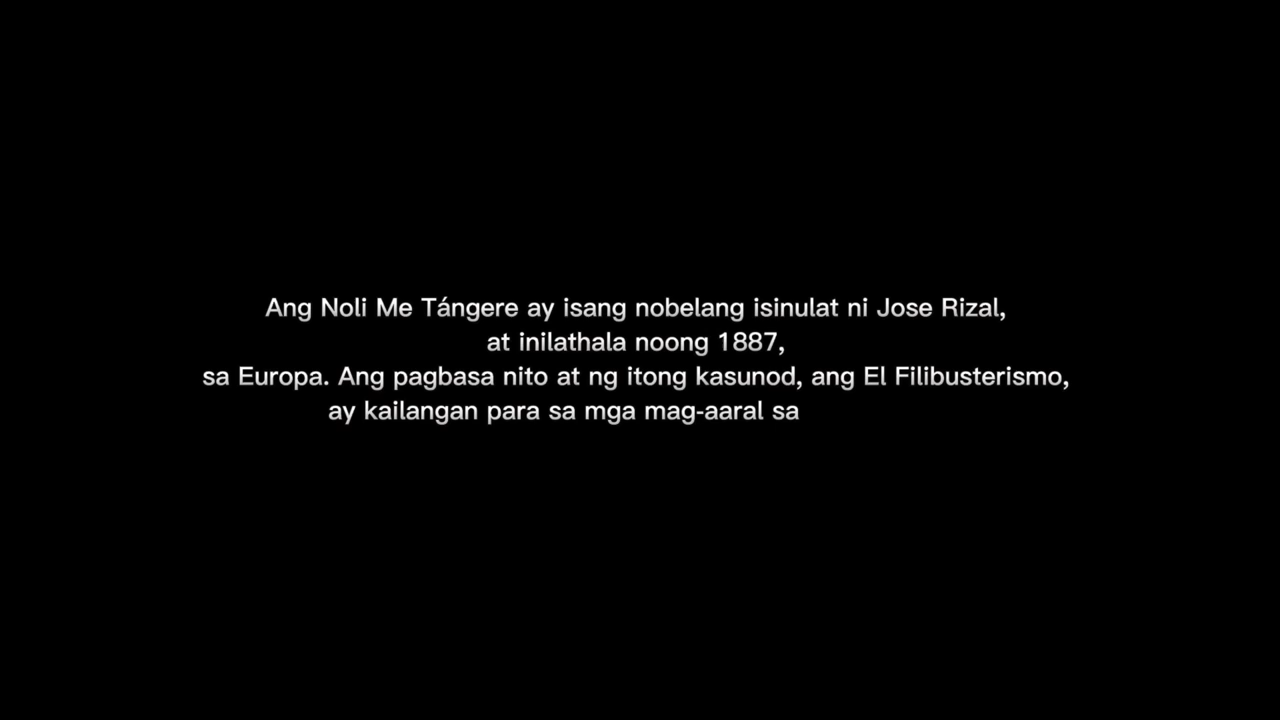 Ang Noli Me Tángere ay isang nobelang isinulat ni Jose Rizal,
at inilathala noong 1887,
sa Europa. Ang pagbasa nito at ng itong kasunod, ang El Filibusterismo,
ay kailangan para sa mga mag-aaral sa